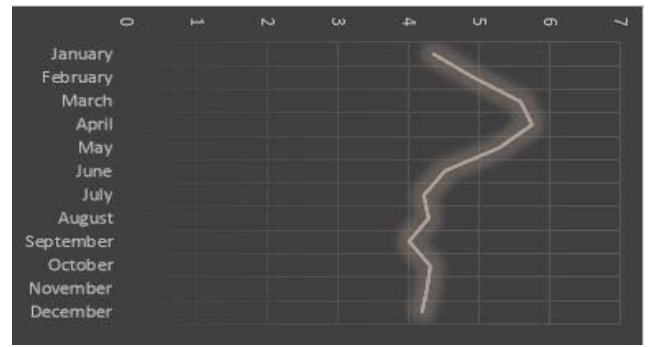 0 1 2 3 4 5 6 7
January
February
March
April
May
June
July
August
September
October
November
December